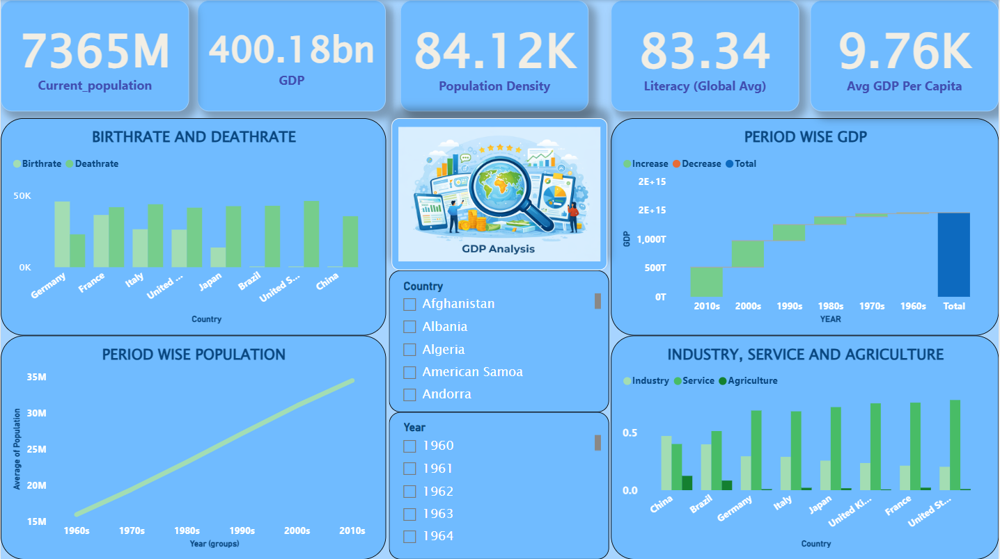 7365M
Current_population
400.18bn
GDP
84.12K
Population Density
83.34
Literacy (Global Avg)
9.76K
Avg GDP Per Capita
BIRTHRATE AND DEATHRATE
Birthrate Deathrate
50K
0K
Germany France Italy United ... Japan Brazil United S... China
Country
GDP Analysis
PERIOD WISE GDP
Increase Decrease Total
GDP
2E+15
2E+15
1,000T
500T
0T
2010s 2000s 1990s 1980s 1970s 1960s Total
YEAR
Country
Afghanistan
Albania
Algeria
American Samoa
Andorra
PERIOD WISE POPULATION
Average of Population
35M
30M
25M
20M
15M
1960s 1970s 1980s 1990s 2000s 2010s
Year (groups)
Year
1960
1961
1962
1963
1964
INDUSTRY, SERVICE AND AGRICULTURE
Industry Service Agriculture
0.5
0.0
China Brazil Germany Italy Japan United Ki... France United St...
Country